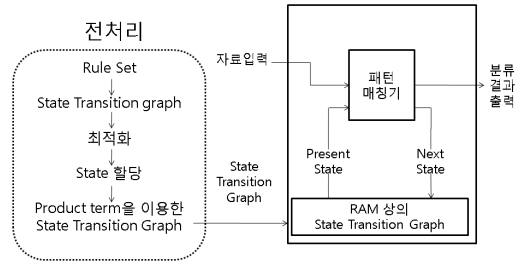 전처리
Rule Set
State Transition graph
최적화
State 할당
Product term을 이용한
State Transition Graph
State
Transition
Graph
자료입력
패턴
매칭기
분류
결과
출력
Present
State
Next
State
RAM 상의
State Transition Graph